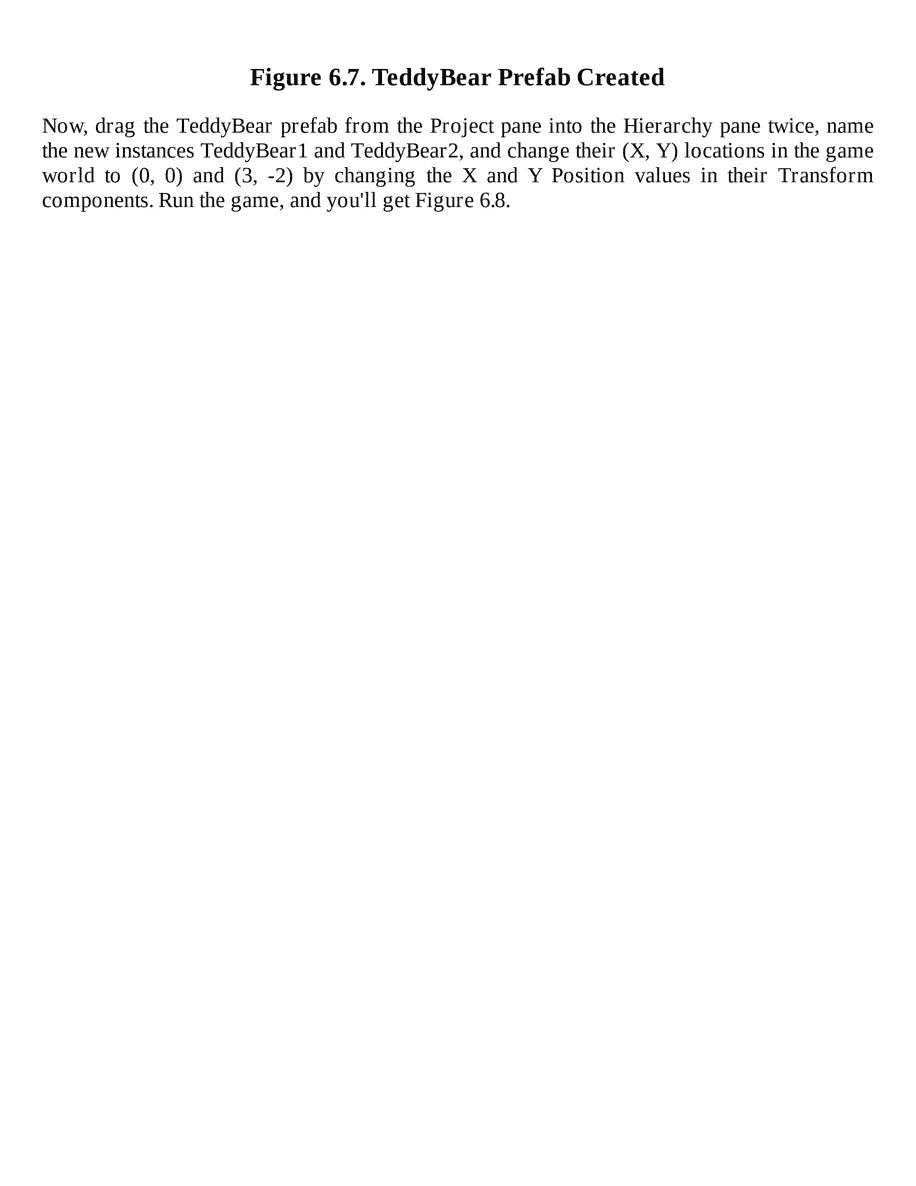 Figure 6.7. TeddyBear Prefab Created
Now, drag the TeddyBear prefab from the Project pane into the Hierarchy pane twice, name
the new instances TeddyBear1 and TeddyBear2, and change their (X, Y) locations in the game
world to (0, 0) and (3, -2) by changing the X and Y Position values in their Transform
components. Run the game, and you'll get Figure 6.8.